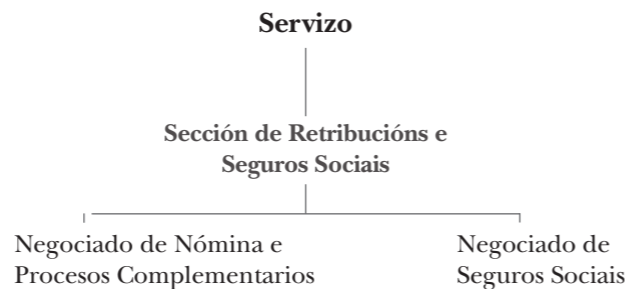 Servizo
Sección de Retribucións e
Seguros Sociais
Negociado de Nómina e
Procesos Complementarios
Negociado de
Seguros Sociais